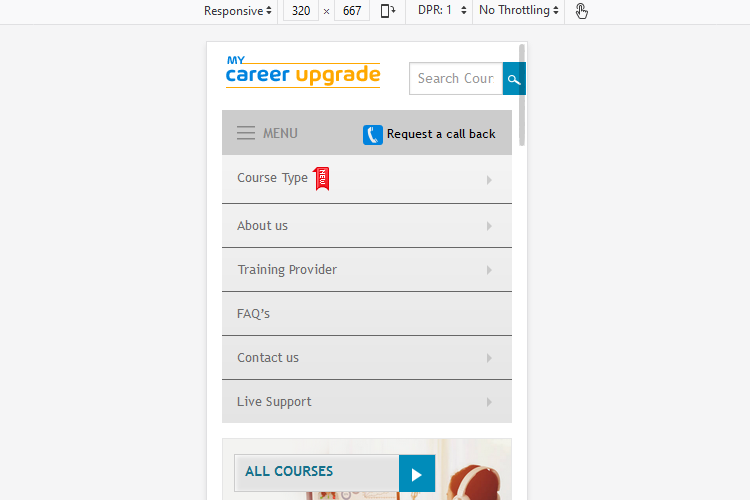 Responsive 320 × 667 DPR: 1 No Throttling
MY
career upgrade
Search Cour
MENU Request a call back
Course Type NEW
About us
Training Provider
FAQ's
Contact us
Live Support
ALL COURSES